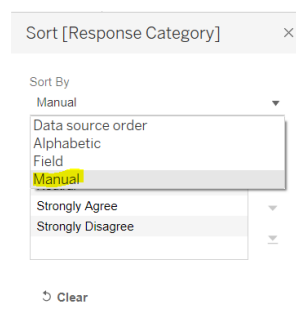 Sort [Response Category]
Sort By
Manual
Data source order
Alphabetic
Field
Manual
Strongly Agree
Strongly Disagree
Clear